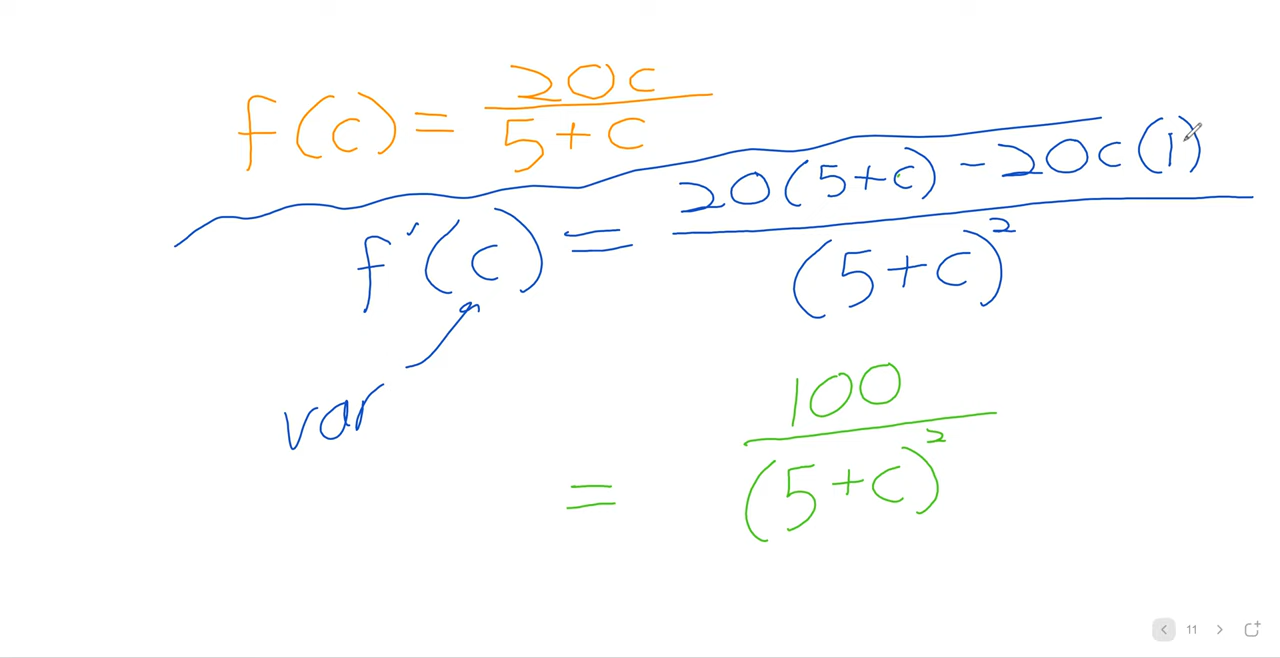 f(c) = 20c / 5 + c
f'(c) = 20(5+c) - 20c(1) / (5+c)²
var
= 100 / (5+c)²
11